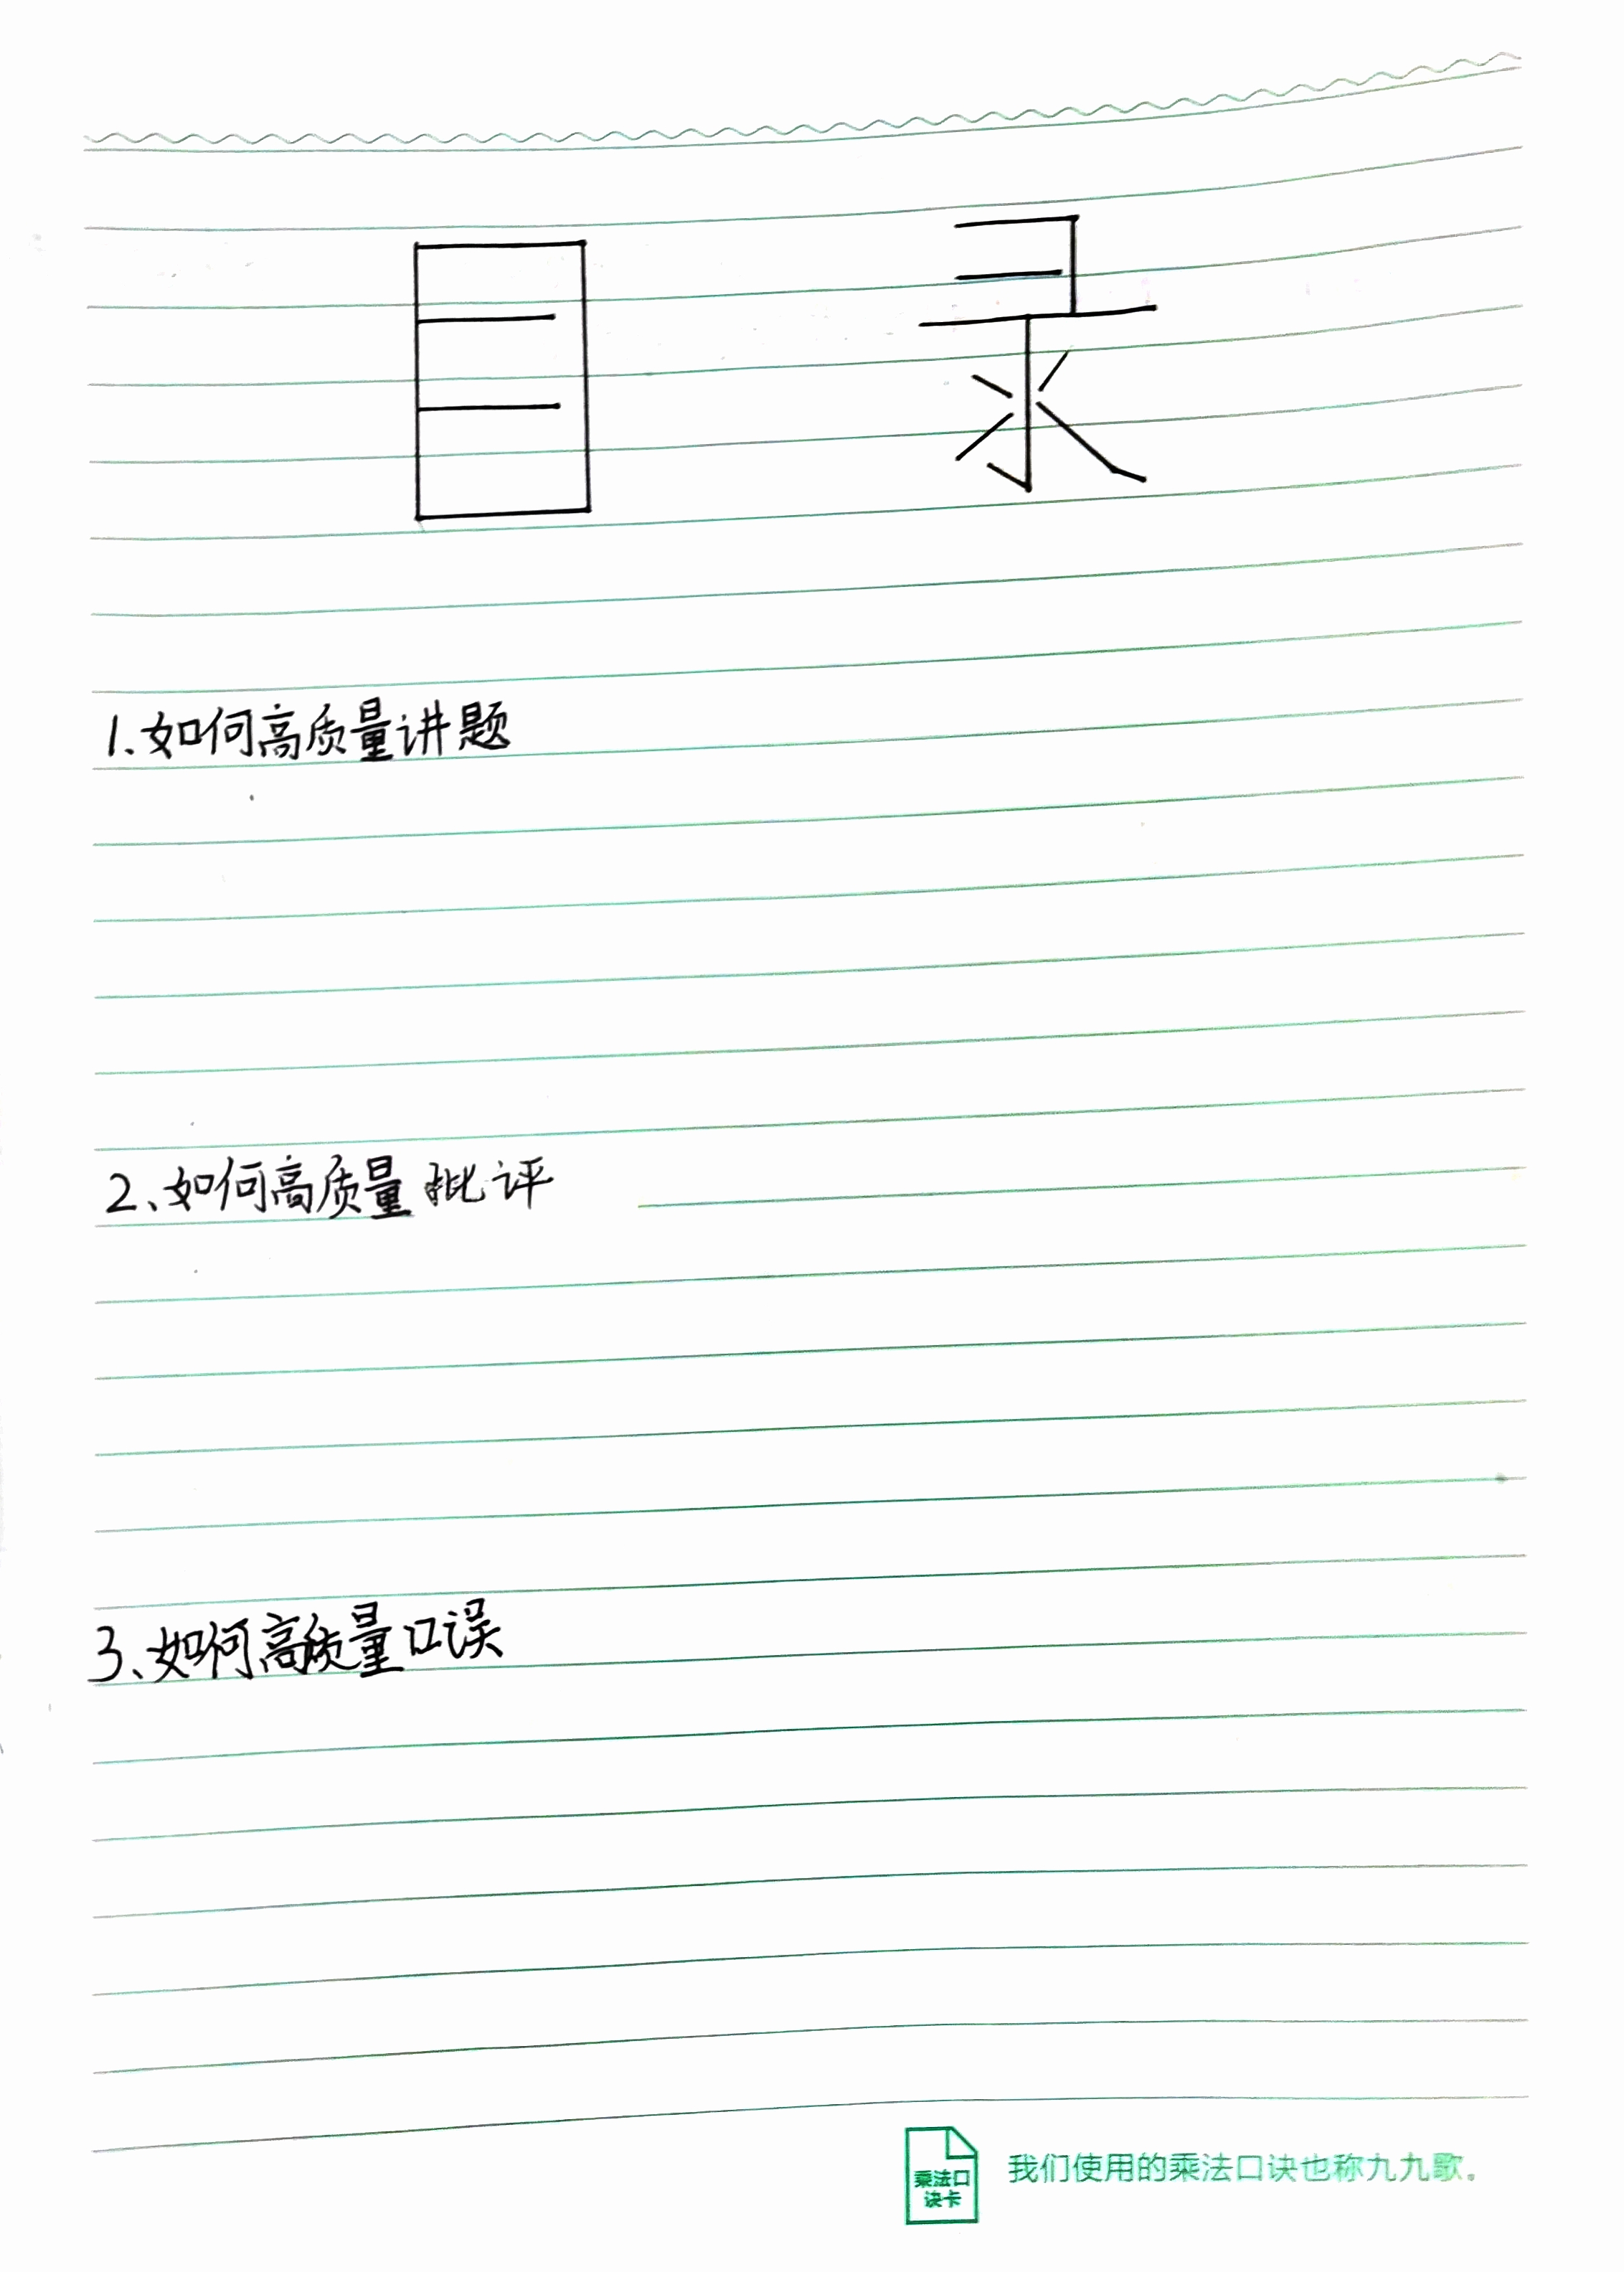 目 录
1、如何高质量讲题
2、如何高质量批评
3、如何高质量口误
乘法口
诀卡
我们使用的乘法口诀也称九九歌。